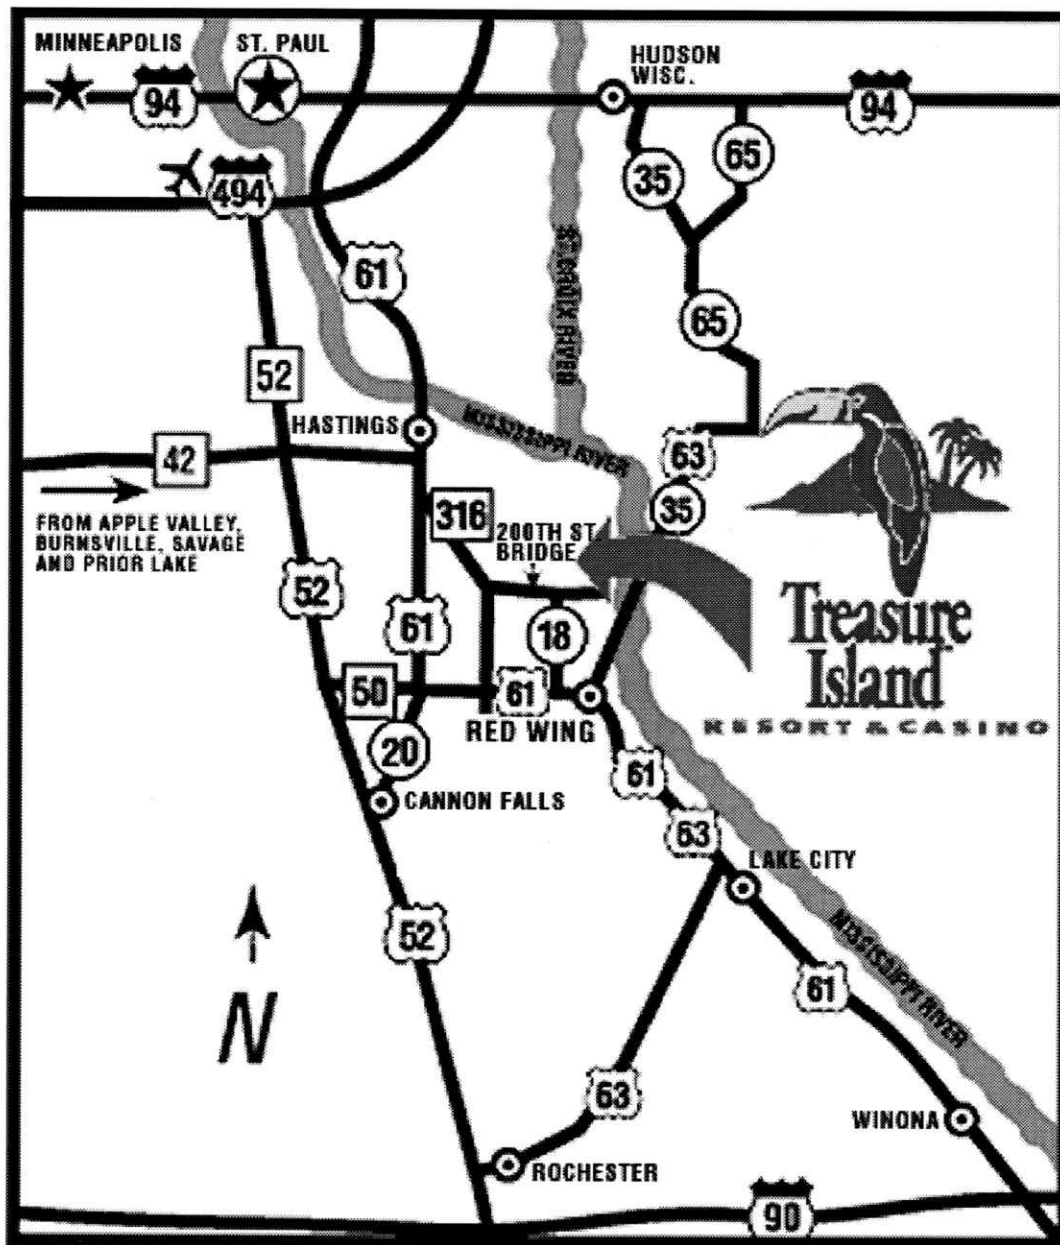 MINNEAPOLIS
ST. PAUL
HUDSON
WISC.
94
94
35
65
494
61
ST. CROIX RIVER
65
52
HASTINGS
MISSISSIPPI RIVER
63
42
35
316
FROM APPLE VALLEY,
BURNSVILLE, SAVAGE
AND PRIOR LAKE
200TH ST.
BRIDGE
52
61
18
Treasure
Island
RESORT & CASINO
50
61
RED WING
20
61
CANNON FALLS
63
LAKE CITY
52
MISSISSIPPI RIVER
61
N
63
WINONA
ROCHESTER
90